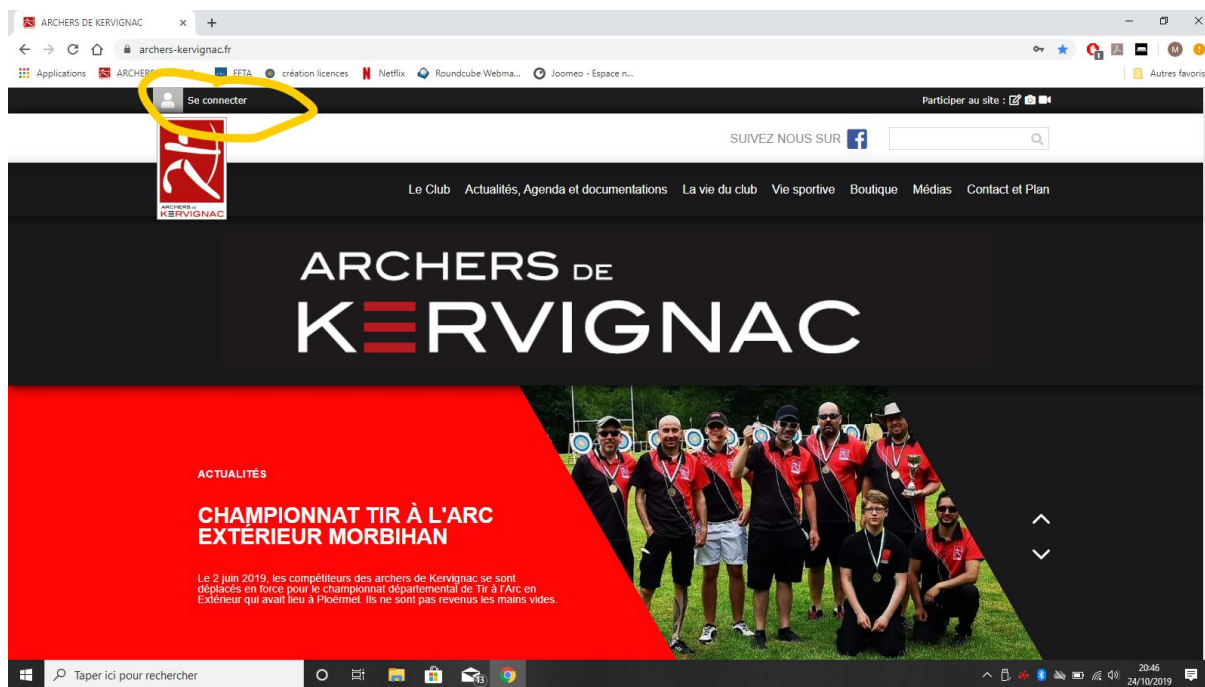 ARCHERS DE KERVIGNAC
archers-kervignac.fr
Applications
création licences
Netflix
Roundcube Webma...
Joomeo - Espace n...
Autres favoris
Se connecter
Participer au site :
SUIVEZ NOUS SUR
ARCHERS DE
KERVIGNAC
Le Club Actualités, Agenda et documentations La vie du club Vie sportive Boutique Médias Contact et Plan
ARCHERS DE
KERVIGNAC
ACTUALITÉS
CHAMPIONNAT TIR À L'ARC
EXTÉRIEUR MORBIHAN
Le 2 juin 2019, les compétiteurs des archers de Kervignac se sont
déplacés en force pour le championnat départemental de Tir à l'Arc en
Extérieur qui avait lieu à Ploërmel. Ils ne sont pas revenus les mains vides.
Taper ici pour rechercher
13
20:46
24/10/2019